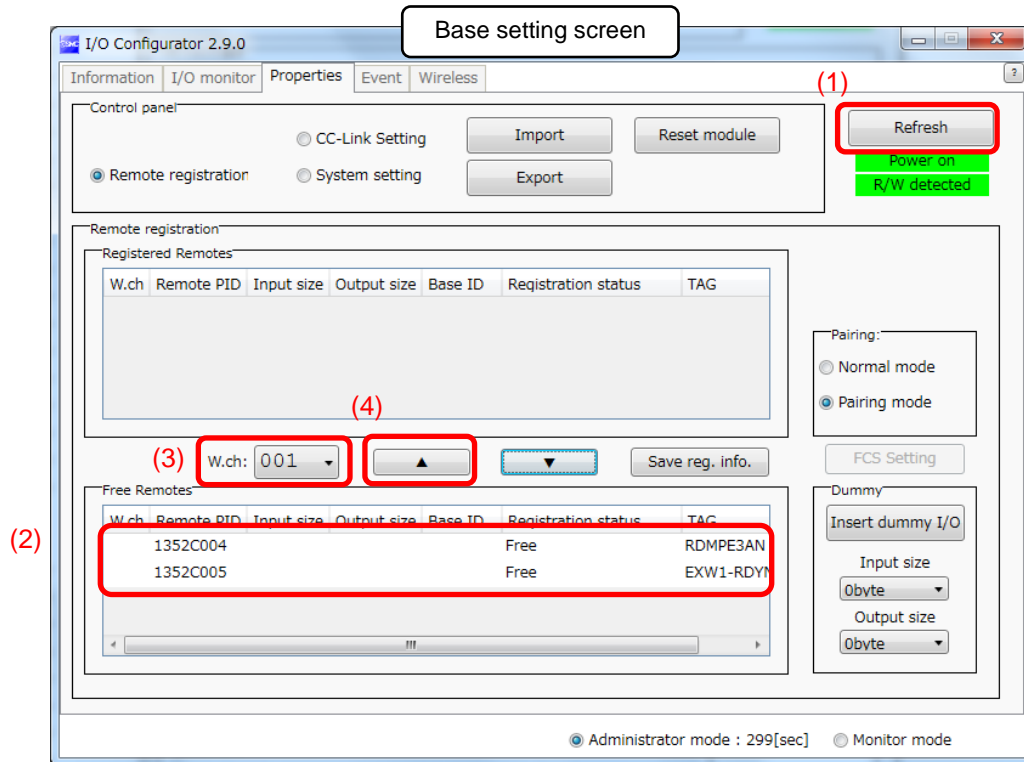 Base setting screen
I/O Configurator 2.9.0
Information I/O monitor Properties Event Wireless
(1)
?
Control panel
CC-Link Setting Import Reset module Refresh
Power on
Remote registration System setting Export
R/W detected
Remote registration
Registered Remotes
W.ch Remote PID Input size Output size Base ID Registration status TAG
Pairing:
Normal mode
Pairing mode
(4)
(3) W.ch: 001 ▲ ▼ Save reg. info. FCS Setting
Free Remotes
Dummy
W.ch Remote PID Input size Output size Base ID Registration status TAG
Insert dummy I/O
(2)
1352C004 Free RDMPE3AN
1352C005 Free EXW1-RDYN
Input size
0byte
Output size
0byte
Administrator mode : 299[sec] Monitor mode